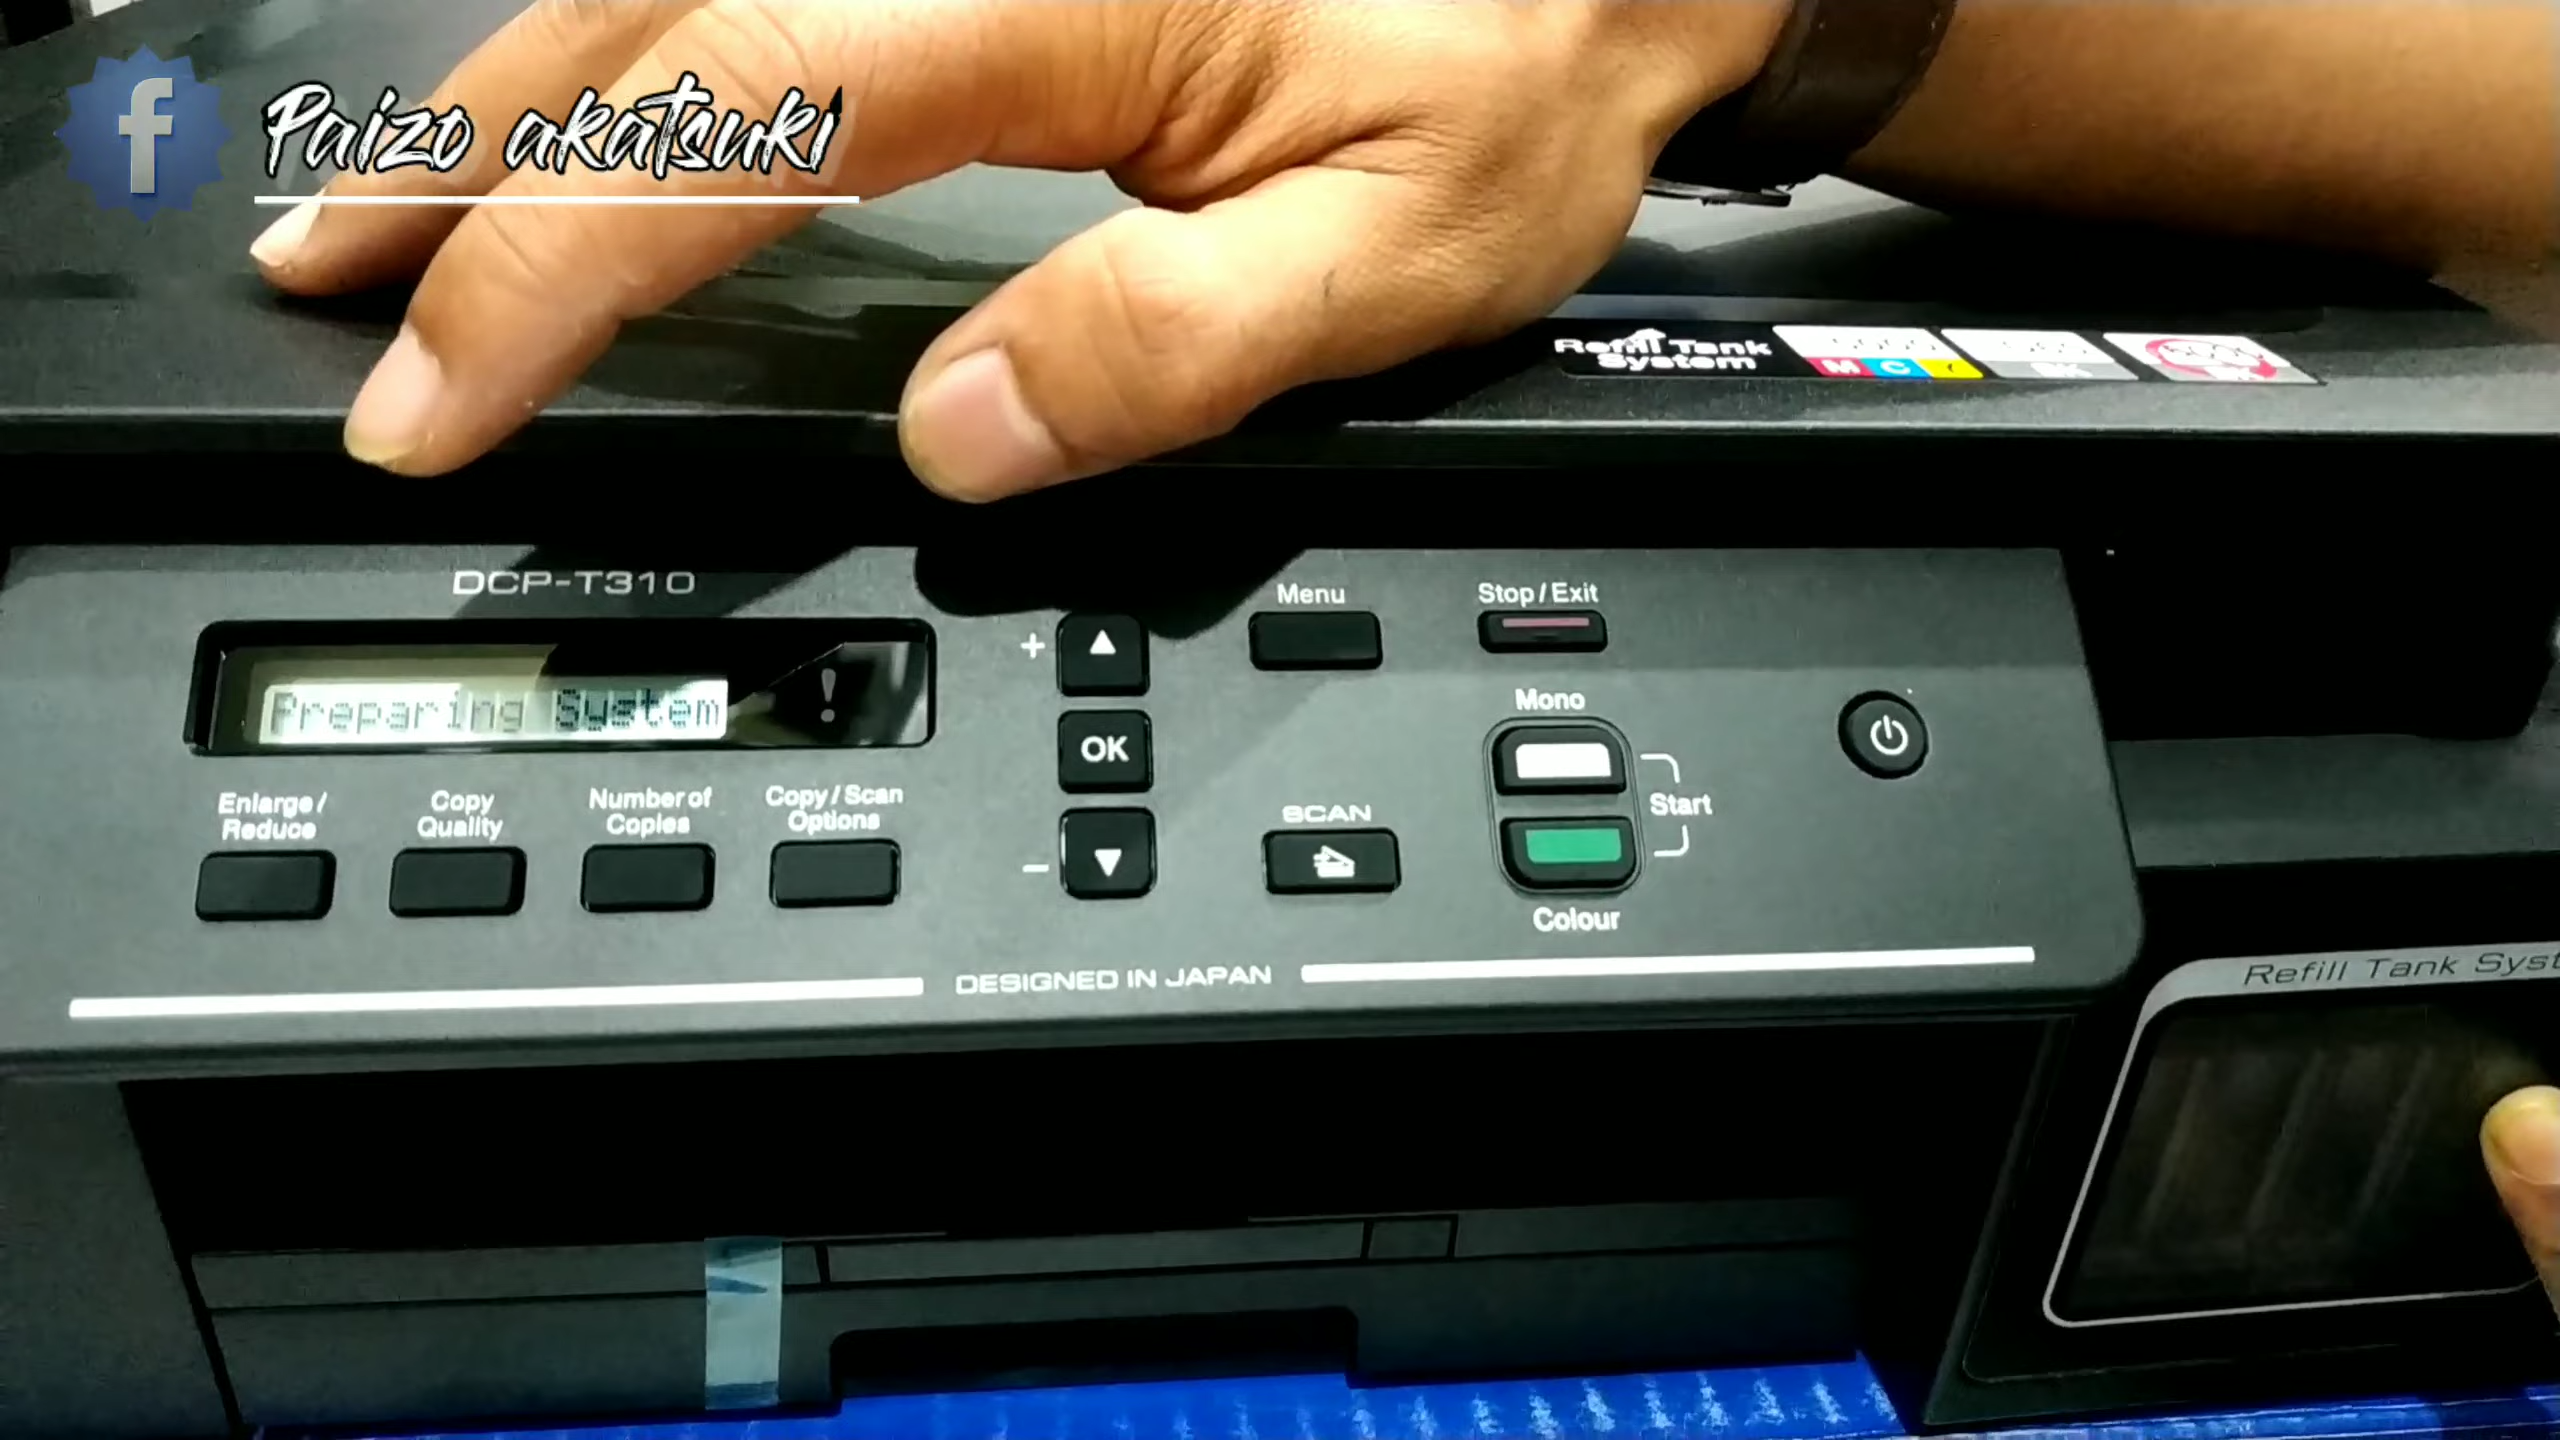 f Paizo akatsuki
Refill Tank
System
M C Y
BK
DCP-T310
Preparing System
!
Enlarge /
Reduce
Copy
Quality
Number of
Copies
Copy / Scan
Options
+
OK
-
Menu
Stop / Exit
SCAN
Mono
Start
Colour
DESIGNED IN JAPAN
Refill Tank Syst